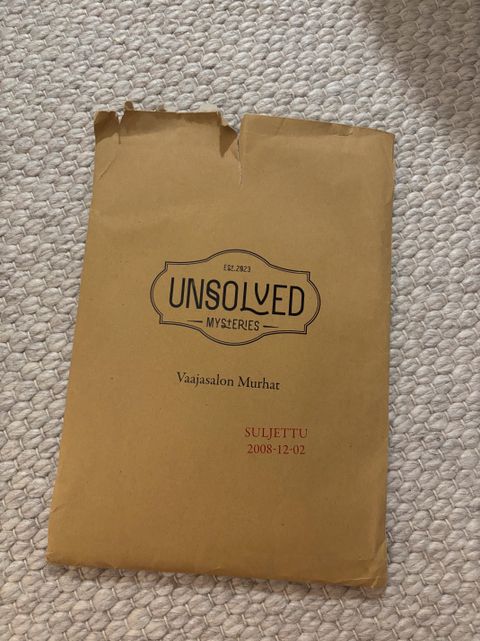 EST.2023
UNSOLVED
MYSTERIES
Vaajasalon Murhat
SULJETTU
2008-12-02